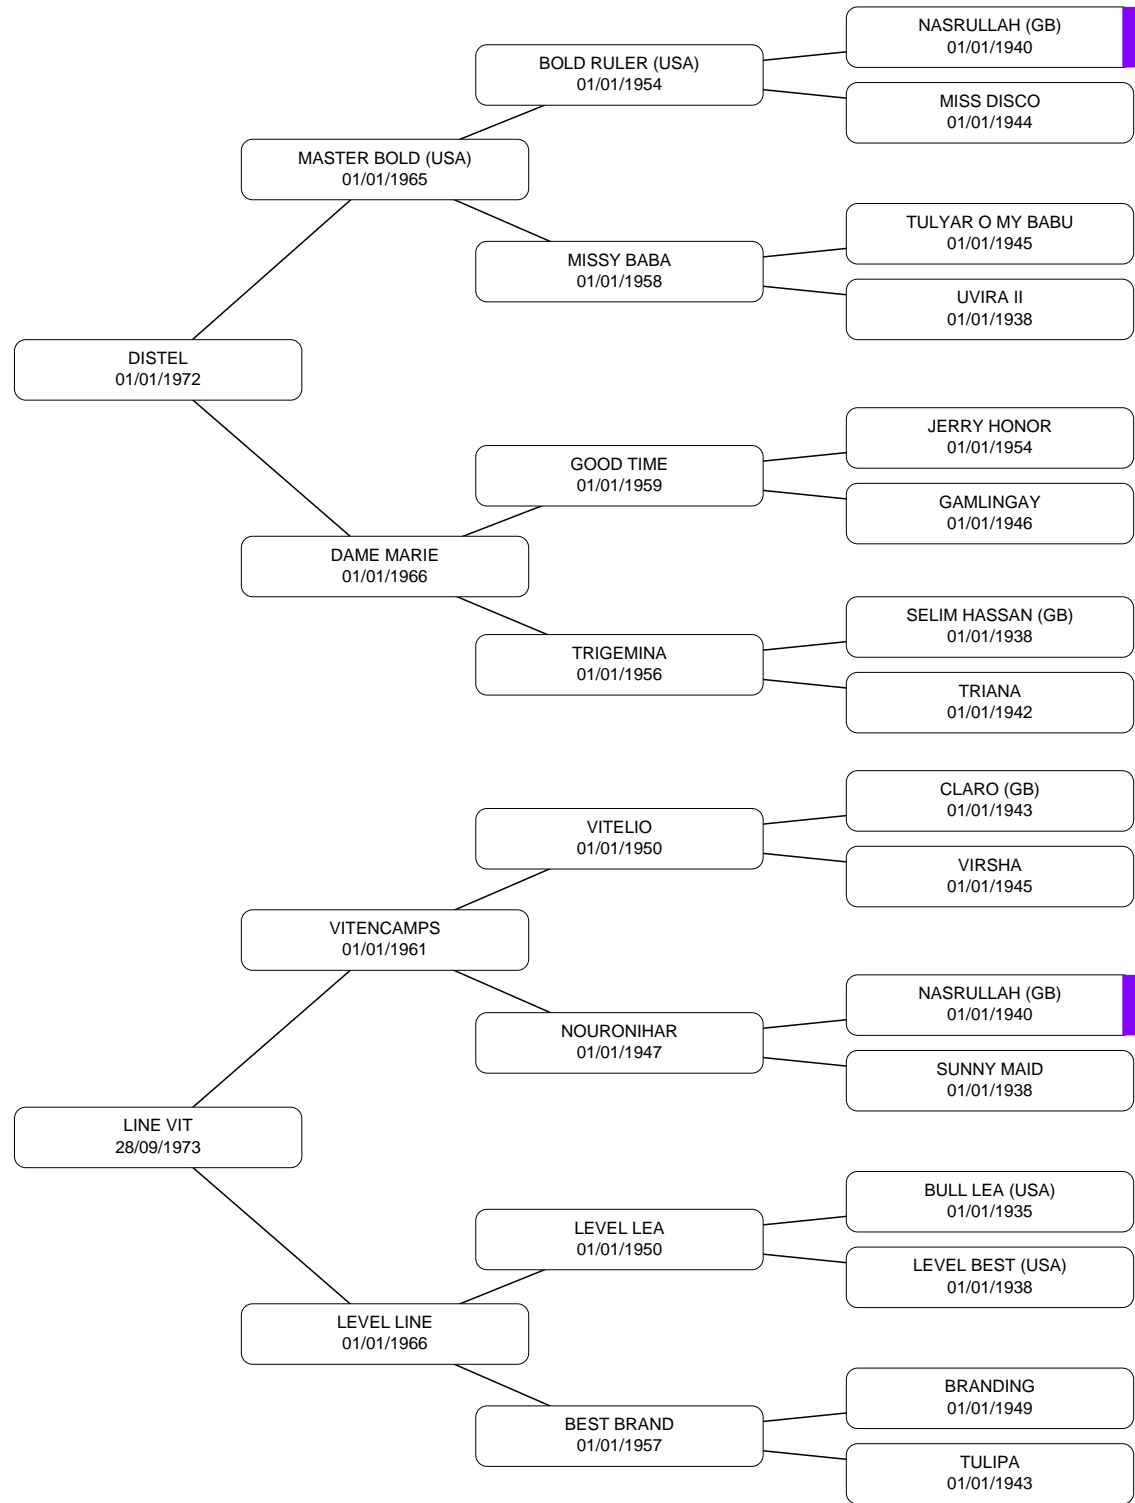 NASRULLAH (GB)
01/01/1940
BOLD RULER (USA)
01/01/1954
MISS DISCO
01/01/1944
MASTER BOLD (USA)
01/01/1965
TULYAR O MY BABU
01/01/1945
MISSY BABA
01/01/1958
UVIRA II
01/01/1938
DISTEL
01/01/1972
JERRY HONOR
01/01/1954
GOOD TIME
01/01/1959
GAMLINGAY
01/01/1946
DAME MARIE
01/01/1966
SELIM HASSAN (GB)
01/01/1938
TRIGEMINA
01/01/1956
TRIANA
01/01/1942
CLARO (GB)
01/01/1943
VITELIO
01/01/1950
VIRSHA
01/01/1945
VITENCAMPS
01/01/1961
NASRULLAH (GB)
01/01/1940
NOURONIHAR
01/01/1947
SUNNY MAID
01/01/1938
LINE VIT
28/09/1973
BULL LEA (USA)
01/01/1935
LEVEL LEA
01/01/1950
LEVEL BEST (USA)
01/01/1938
LEVEL LINE
01/01/1966
BRANDING
01/01/1949
BEST BRAND
01/01/1957
TULIPA
01/01/1943